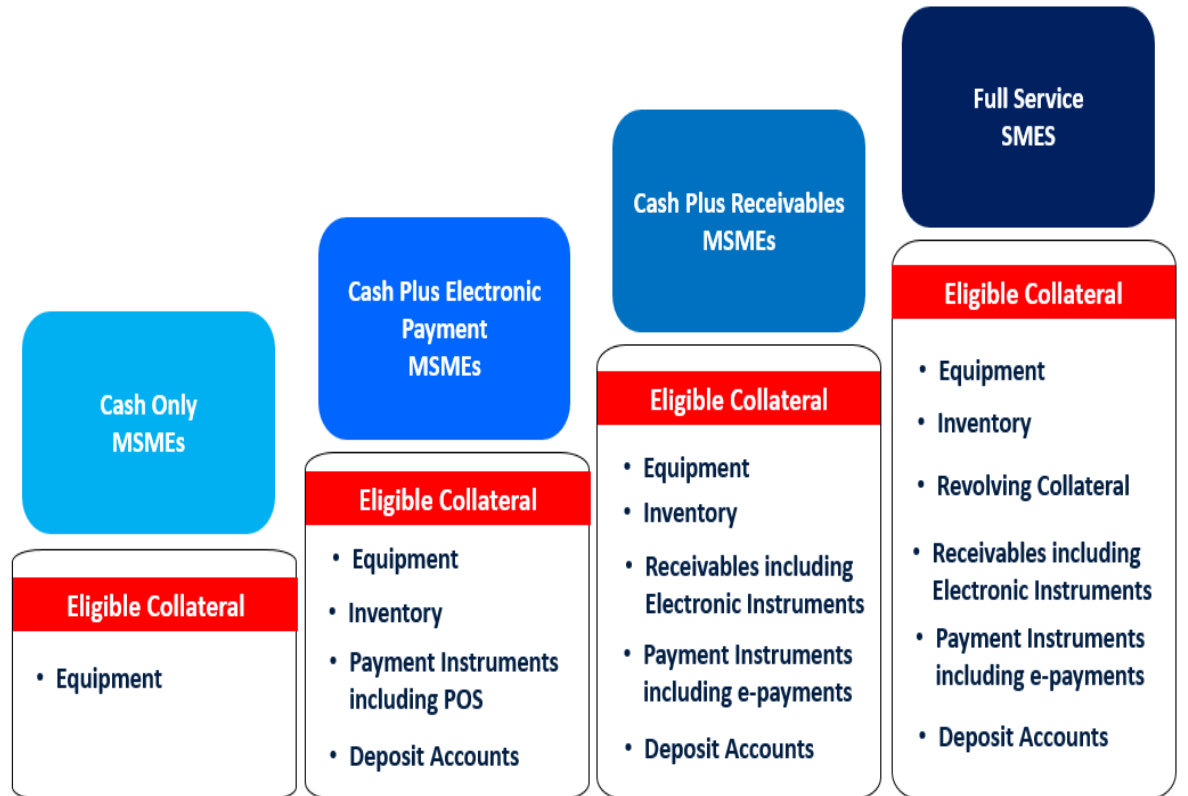 Cash Only
MSMEs
Eligible Collateral
• Equipment
Cash Plus Electronic
Payment
MSMEs
Eligible Collateral
• Equipment
• Inventory
• Payment Instruments
including POS
• Deposit Accounts
Cash Plus Receivables
MSMEs
Eligible Collateral
• Equipment
• Inventory
• Receivables including
Electronic Instruments
• Payment Instruments
including e-payments
• Deposit Accounts
Full Service
SMES
Eligible Collateral
• Equipment
• Inventory
• Revolving Collateral
• Receivables including
Electronic Instruments
• Payment Instruments
including e-payments
• Deposit Accounts